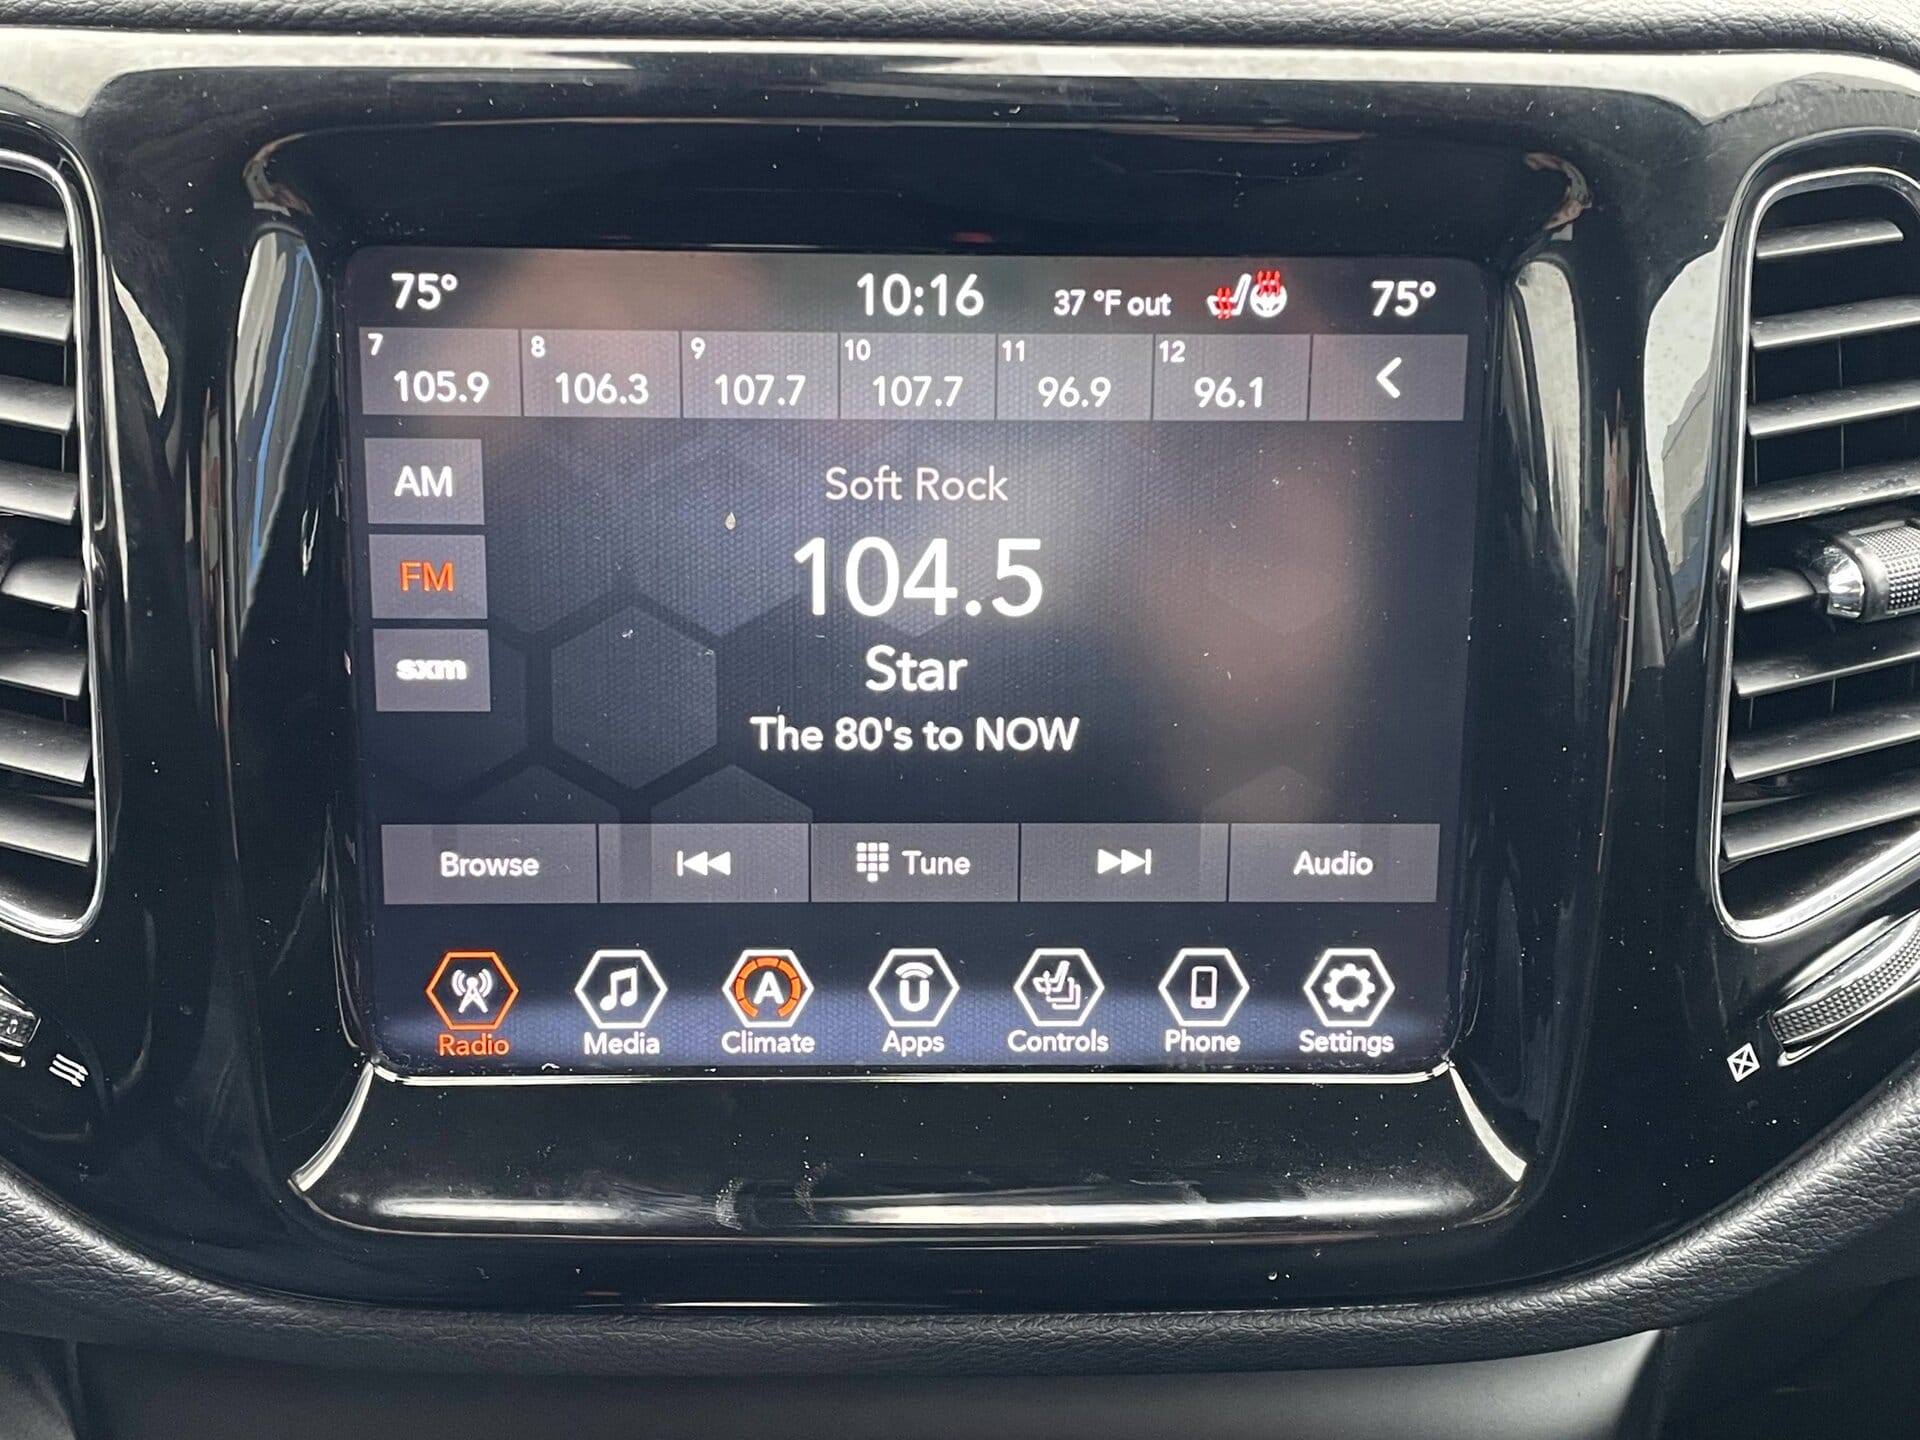 75° 10:16 37 °F out 75°
7 8 9 10 11 12
105.9 106.3 107.7 107.7 96.9 96.1
AM
Soft Rock
FM
104.5
sxm
Star
The 80's to NOW
Browse Tune Audio
A U
Radio Media Climate Apps Controls Phone Settings